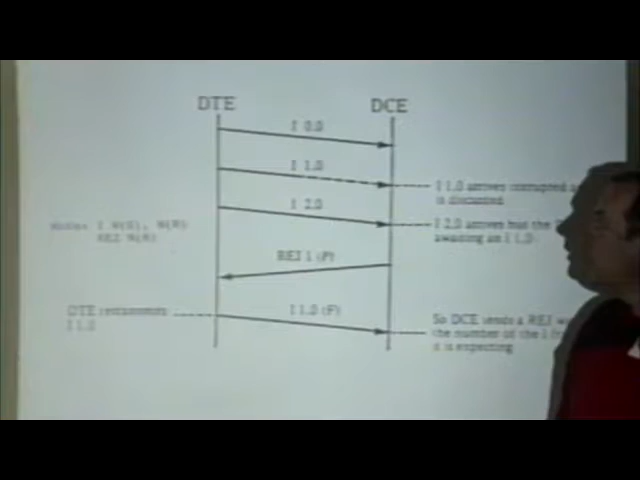 DTE DCE
I 0.0
I 1.0
I 1.0 arrives corrupted
is discarded
I 2.0
I 2.0 arrives but the
awaiting an I 1.0
I N(S), N(R)
REJ N(R)
REJ 1 (P)
DTE retransmits
I 1.0
I 1.0 (F)
So DCE sends a REJ
the number of the I
it is expecting